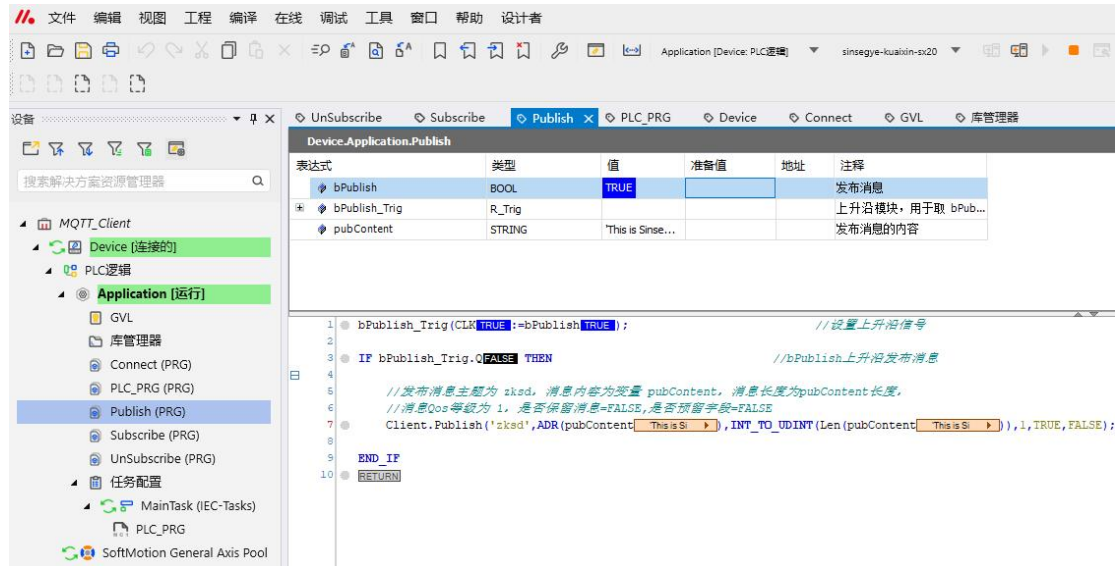 文件 编辑 视图 工程 编译 在线 调试 工具 窗口 帮助 设计者
Application [Device: PLC逻辑] sinsegye-kuaixin-sx20
设备
UnSubscribe Subscribe Publish PLC_PRG Device Connect GVL 库管理器
Device.Application.Publish
表达式 类型 值 准备值 地址 注释
bPublish BOOL TRUE 发布消息
bPublish_Trig R_Trig 上升沿模块，用于取 bPub...
pubContent STRING 'This is Sinse... 发布消息的内容
搜索解决方案资源管理器
MQTT_Client
Device [连接的]
PLC逻辑
Application [运行]
GVL
库管理器
Connect (PRG)
PLC_PRG (PRG)
Publish (PRG)
Subscribe (PRG)
UnSubscribe (PRG)
任务配置
MainTask (IEC-Tasks)
PLC_PRG
SoftMotion General Axis Pool
1 bPublish_Trig(CLK TRUE :=bPublish TRUE ); //设置上升沿信号
2
3 IF bPublish_Trig.Q FALSE THEN //bPublish上升沿发布消息
4
5 //发布消息主题为 zksd，消息内容为变量 pubContent，消息长度为pubContent长度，
6 //消息Qos等级为 1，是否保留消息=FALSE,是否预留字段=FALSE
7 Client.Publish('zksd',ADR(pubContent This is Si ),INT_TO_UDINT(Len(pubContent This is Si )),1,TRUE,FALSE);
8
9 END_IF
10 RETURN